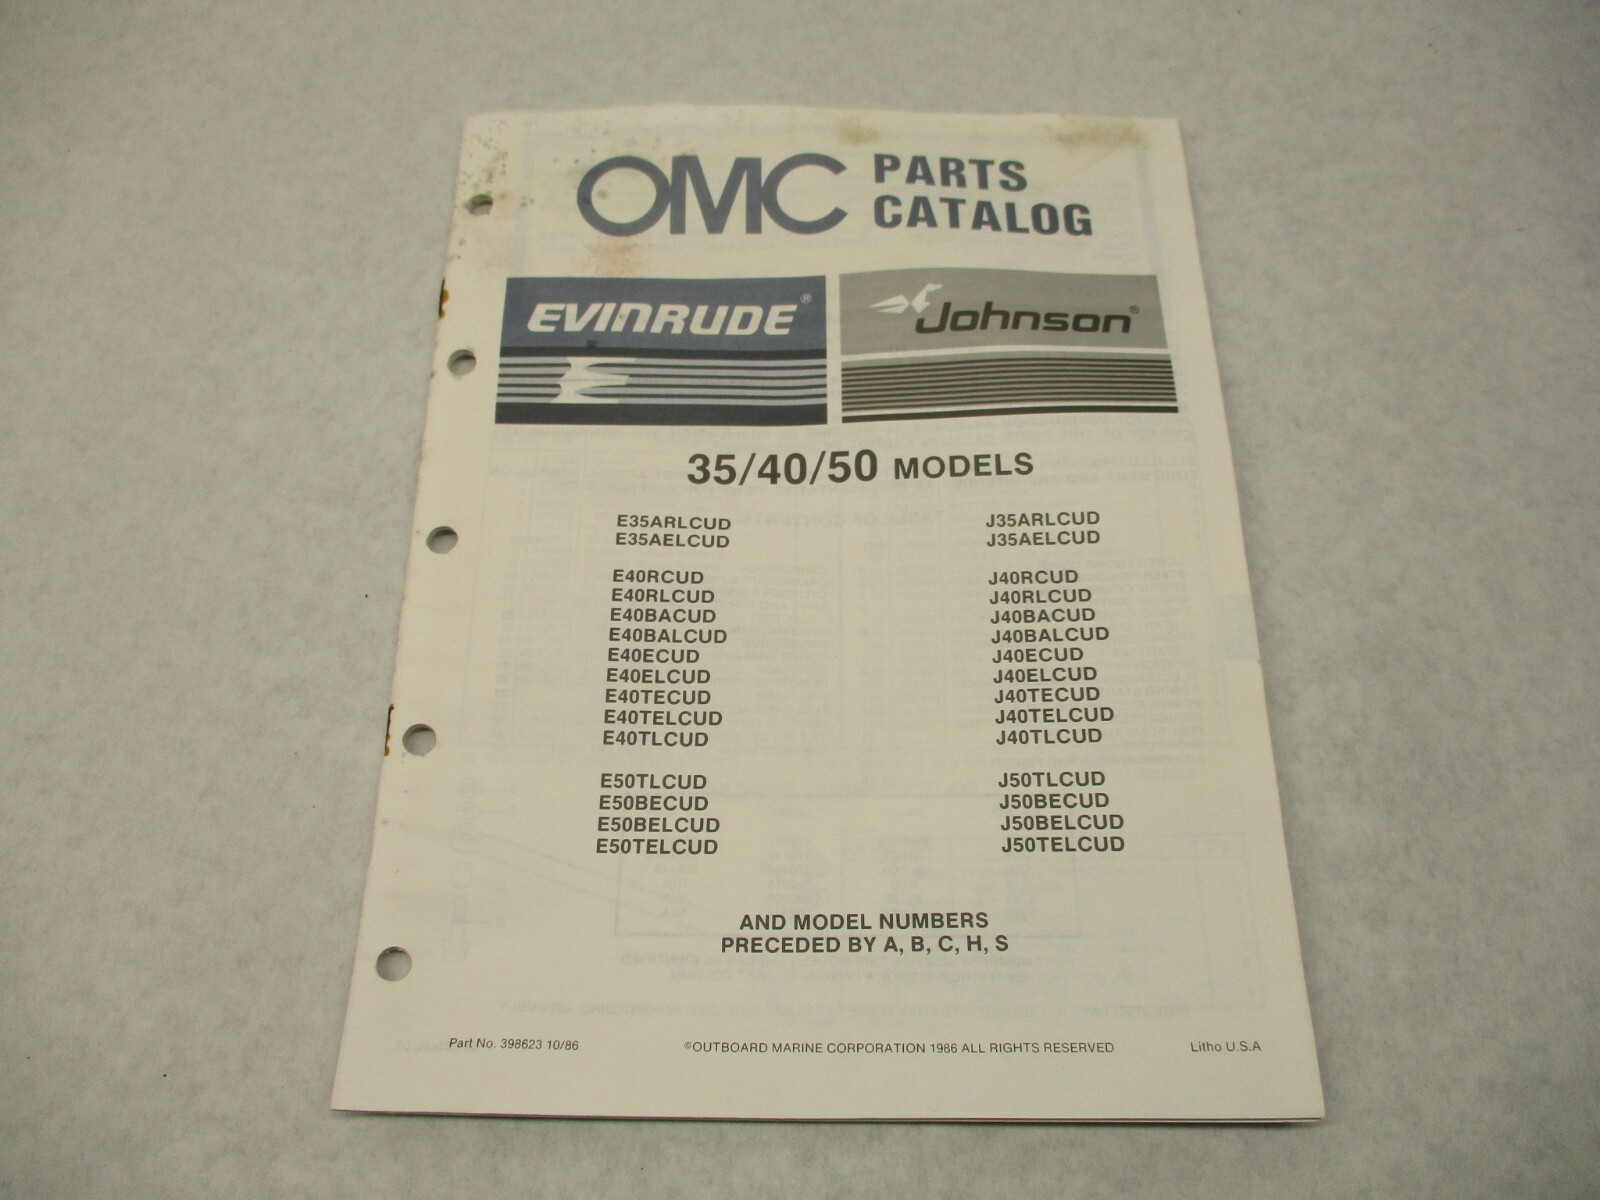 OMC PARTS CATALOG
EVINRUDE®
Johnson®
35/40/50 MODELS
E35ARLCUD
E35AELCUD
E40RCUD
E40RLCUD
E40BACUD
E40BALCUD
E40ECUD
E40ELCUD
E40TECUD
E40TELCUD
E40TLCUD
E50TLCUD
E50BECUD
E50BELCUD
E50TELCUD
J35ARLCUD
J35AELCUD
J40RCUD
J40RLCUD
J40BACUD
J40BALCUD
J40ECUD
J40ELCUD
J40TECUD
J40TELCUD
J40TLCUD
J50TLCUD
J50BECUD
J50BELCUD
J50TELCUD
AND MODEL NUMBERS
PRECEDED BY A, B, C, H, S
Part No. 398623 10/86
©OUTBOARD MARINE CORPORATION 1986 ALL RIGHTS RESERVED
Litho U.S.A